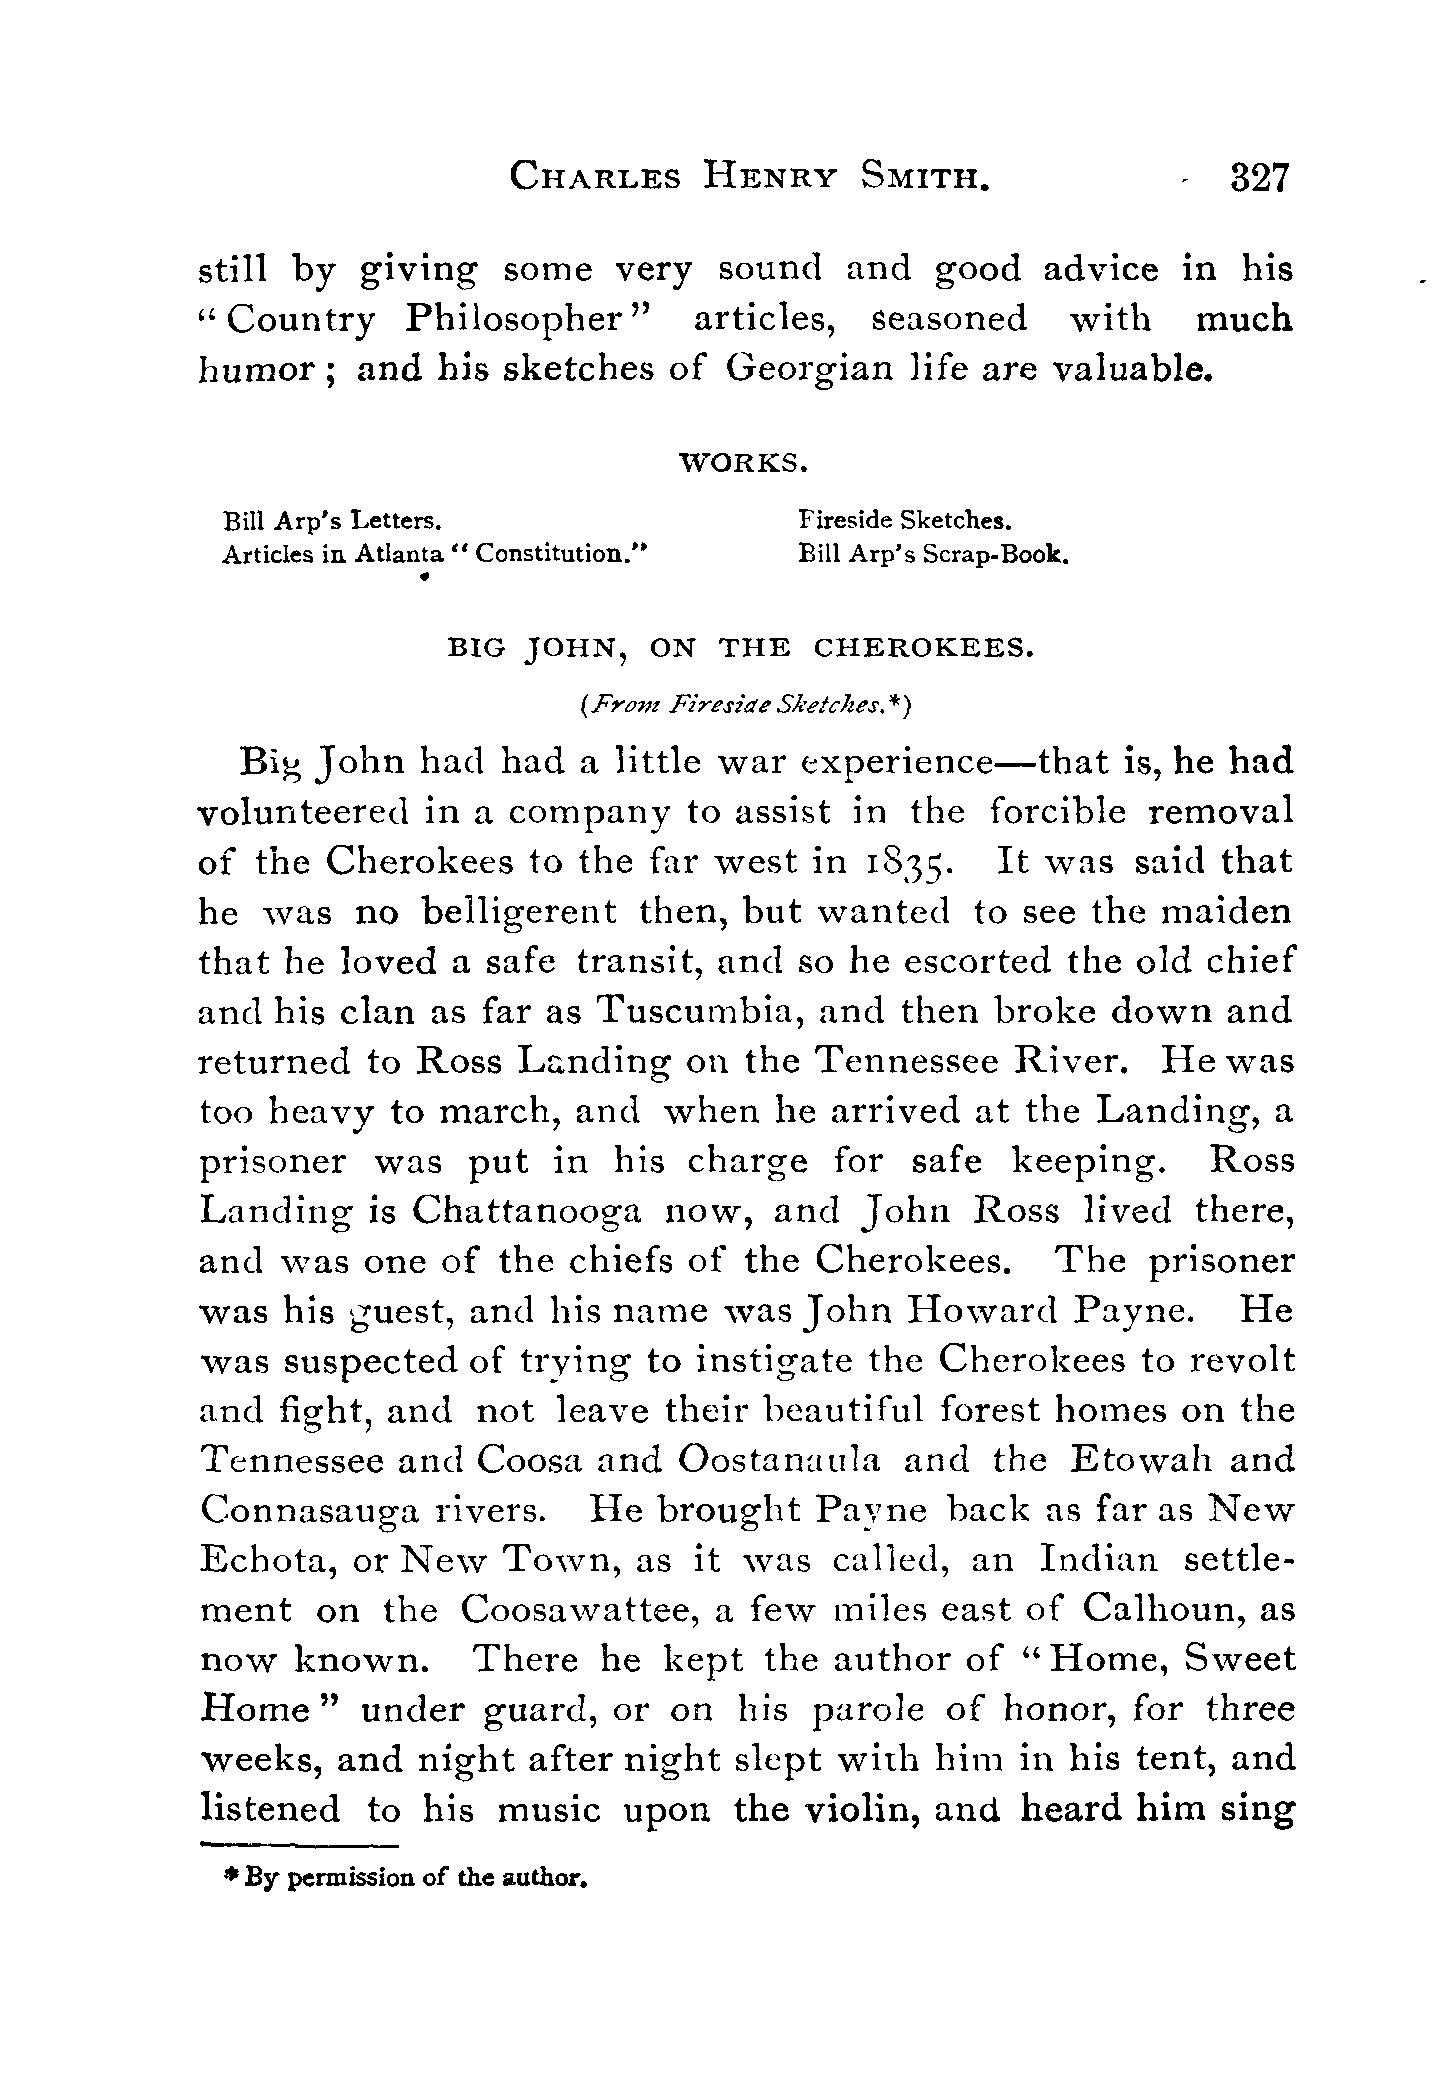 CHARLES HENRY SMITH. 327
still by giving some very sound and good advice in his
“Country Philosopher” articles, seasoned with much
humor; and his sketches of Georgian life are valuable.
WORKS.
Bill Arp's Letters. Fireside Sketches.
Articles in Atlanta “Constitution.” Bill Arp's Scrap-Book.
BIG JOHN, ON THE CHEROKEES.
(From Fireside Sketches.*)
Big John had had a little war experience—that is, he had
volunteered in a company to assist in the forcible removal
of the Cherokees to the far west in 1835. It was said that
he was no belligerent then, but wanted to see the maiden
that he loved a safe transit, and so he escorted the old chief
and his clan as far as Tuscumbia, and then broke down and
returned to Ross Landing on the Tennessee River. He was
too heavy to march, and when he arrived at the Landing, a
prisoner was put in his charge for safe keeping. Ross
Landing is Chattanooga now, and John Ross lived there,
and was one of the chiefs of the Cherokees. The prisoner
was his guest, and his name was John Howard Payne. He
was suspected of trying to instigate the Cherokees to revolt
and fight, and not leave their beautiful forest homes on the
Tennessee and Coosa and Oostanaula and the Etowah and
Connasauga rivers. He brought Payne back as far as New
Echota, or New Town, as it was called, an Indian settle-
ment on the Coosawattee, a few miles east of Calhoun, as
now known. There he kept the author of “Home, Sweet
Home” under guard, or on his parole of honor, for three
weeks, and night after night slept with him in his tent, and
listened to his music upon the violin, and heard him sing
* By permission of the author.